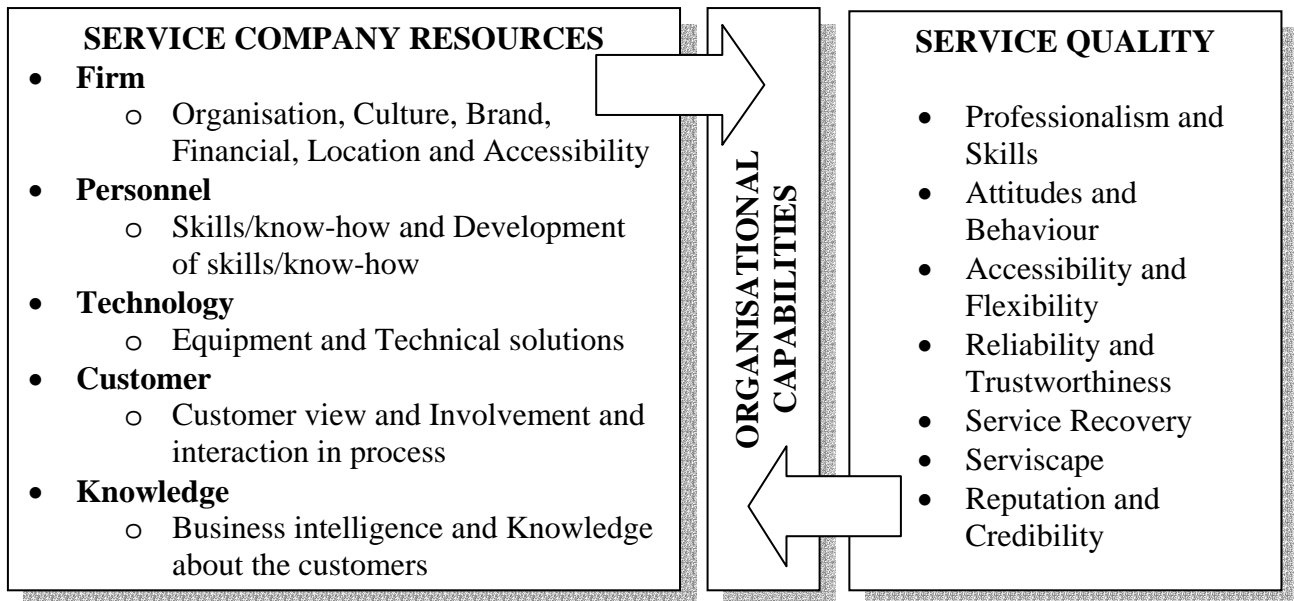 SERVICE COMPANY RESOURCES
• Firm
o Organisation, Culture, Brand,
Financial, Location and Accessibility
• Personnel
o Skills/know-how and Development
of skills/know-how
• Technology
o Equipment and Technical solutions
• Customer
o Customer view and Involvement and
interaction in process
• Knowledge
o Business intelligence and Knowledge
about the customers
ORGANISATIONAL
CAPABILITIES
SERVICE QUALITY
• Professionalism and
Skills
• Attitudes and
Behaviour
• Accessibility and
Flexibility
• Reliability and
Trustworthiness
• Service Recovery
• Serviscape
• Reputation and
Credibility